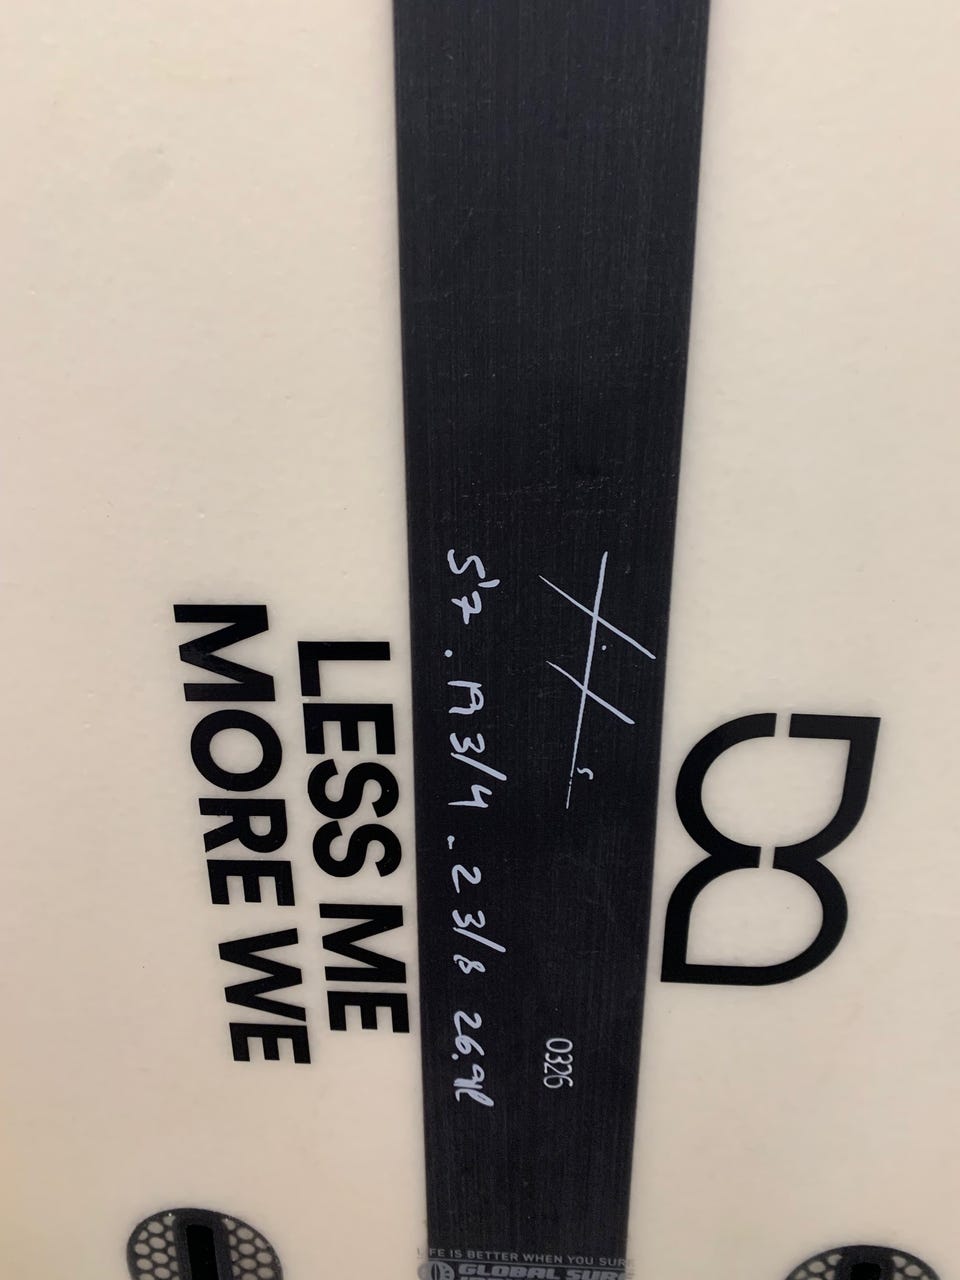 LESS ME
MORE WE
5'7 . 19 3/4 - 2 3/8 26.9L
0326
LIFE IS BETTER WHEN YOU SURF
GLOBAL SURF